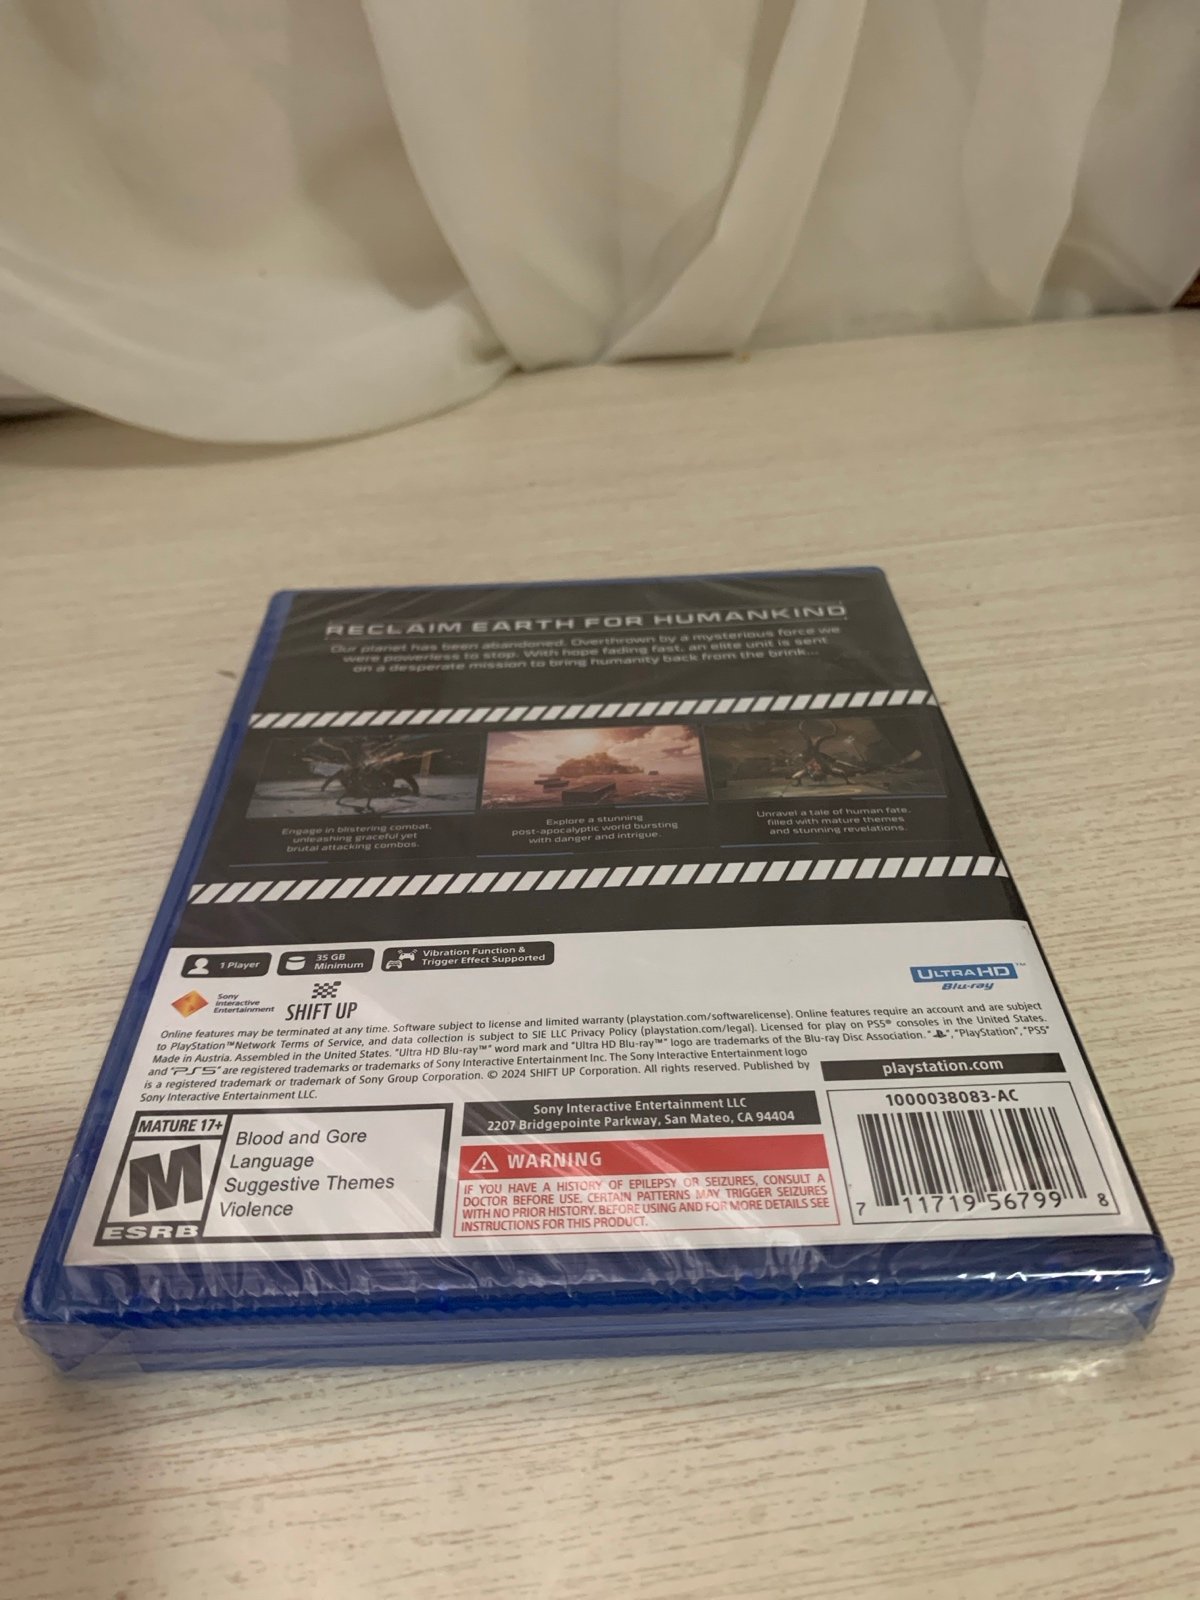 RECLAIM EARTH FOR HUMANKIND
Our planet has been abandoned. Overthrown by a mysterious force we
were powerless to stop. With hope fading fast, an elite unit is sent
on a desperate mission to bring humanity back from the brink...
Engage in blistering combat,
unleashing graceful yet
brutal attacking combos.
Explore a stunning
post-apocalyptic world bursting
with danger and intrigue.
Unravel a tale of human fate,
filled with mature themes
and stunning revelations.
1 Player
35 GB
Minimum
Vibration Function &
Trigger Effect Supported
ULTRA HD™
Blu-ray
Sony
Interactive
Entertainment
SHIFT UP
Online features may be terminated at any time. Software subject to license and limited warranty (playstation.com/softwarelicense). Online features require an account and are subject
to PlayStation™Network Terms of Service, and data collection is subject to SIE LLC Privacy Policy (playstation.com/legal). Licensed for play on PS5® consoles in the United States.
Made in Austria. Assembled in the United States. "Ultra HD Blu-ray™" word mark and "Ultra HD Blu-ray™" logo are trademarks of the Blu-ray Disc Association. "PS", "PlayStation", "PS5"
and "PS5" are registered trademarks or trademarks of Sony Interactive Entertainment Inc. The Sony Interactive Entertainment logo
is a registered trademark or trademark of Sony Group Corporation. © 2024 SHIFT UP Corporation. All rights reserved. Published by
Sony Interactive Entertainment LLC.
playstation.com
MATURE 17+
M
ESRB
Blood and Gore
Language
Suggestive Themes
Violence
Sony Interactive Entertainment LLC
2207 Bridgepointe Parkway, San Mateo, CA 94404
WARNING
IF YOU HAVE A HISTORY OF EPILEPSY OR SEIZURES, CONSULT A
DOCTOR BEFORE USE. CERTAIN PATTERNS MAY TRIGGER SEIZURES
WITH NO PRIOR HISTORY. BEFORE USING AND FOR MORE DETAILS SEE
INSTRUCTIONS FOR THIS PRODUCT.
1000038083-AC
7 11719 56799 8